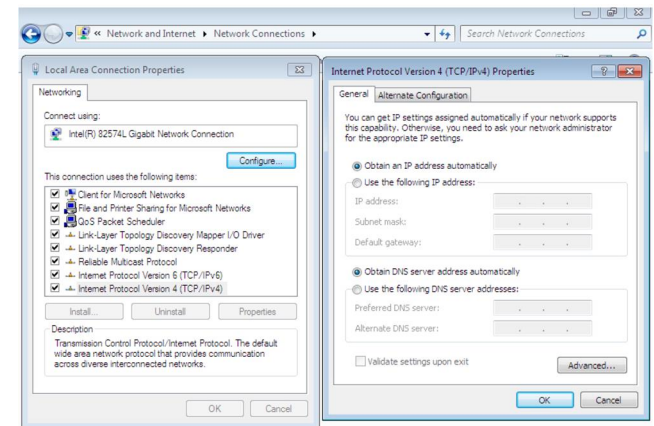 « Network and Internet ▸ Network Connections ▸
Search Network Connections
Local Area Connection Properties
Networking
Connect using:
Intel(R) 82574L Gigabit Network Connection
Configure...
This connection uses the following items:
Client for Microsoft Networks
File and Printer Sharing for Microsoft Networks
QoS Packet Scheduler
Link-Layer Topology Discovery Mapper I/O Driver
Link-Layer Topology Discovery Responder
Reliable Multicast Protocol
Internet Protocol Version 6 (TCP/IPv6)
Internet Protocol Version 4 (TCP/IPv4)
Install...
Uninstall
Properties
Description
Transmission Control Protocol/Internet Protocol. The default
wide area network protocol that provides communication
across diverse interconnected networks.
OK
Cancel
Internet Protocol Version 4 (TCP/IPv4) Properties
General
Alternate Configuration
You can get IP settings assigned automatically if your network supports
this capability. Otherwise, you need to ask your network administrator
for the appropriate IP settings.
Obtain an IP address automatically
Use the following IP address:
IP address:
Subnet mask:
Default gateway:
Obtain DNS server address automatically
Use the following DNS server addresses:
Preferred DNS server:
Alternate DNS server:
Validate settings upon exit
Advanced...
OK
Cancel